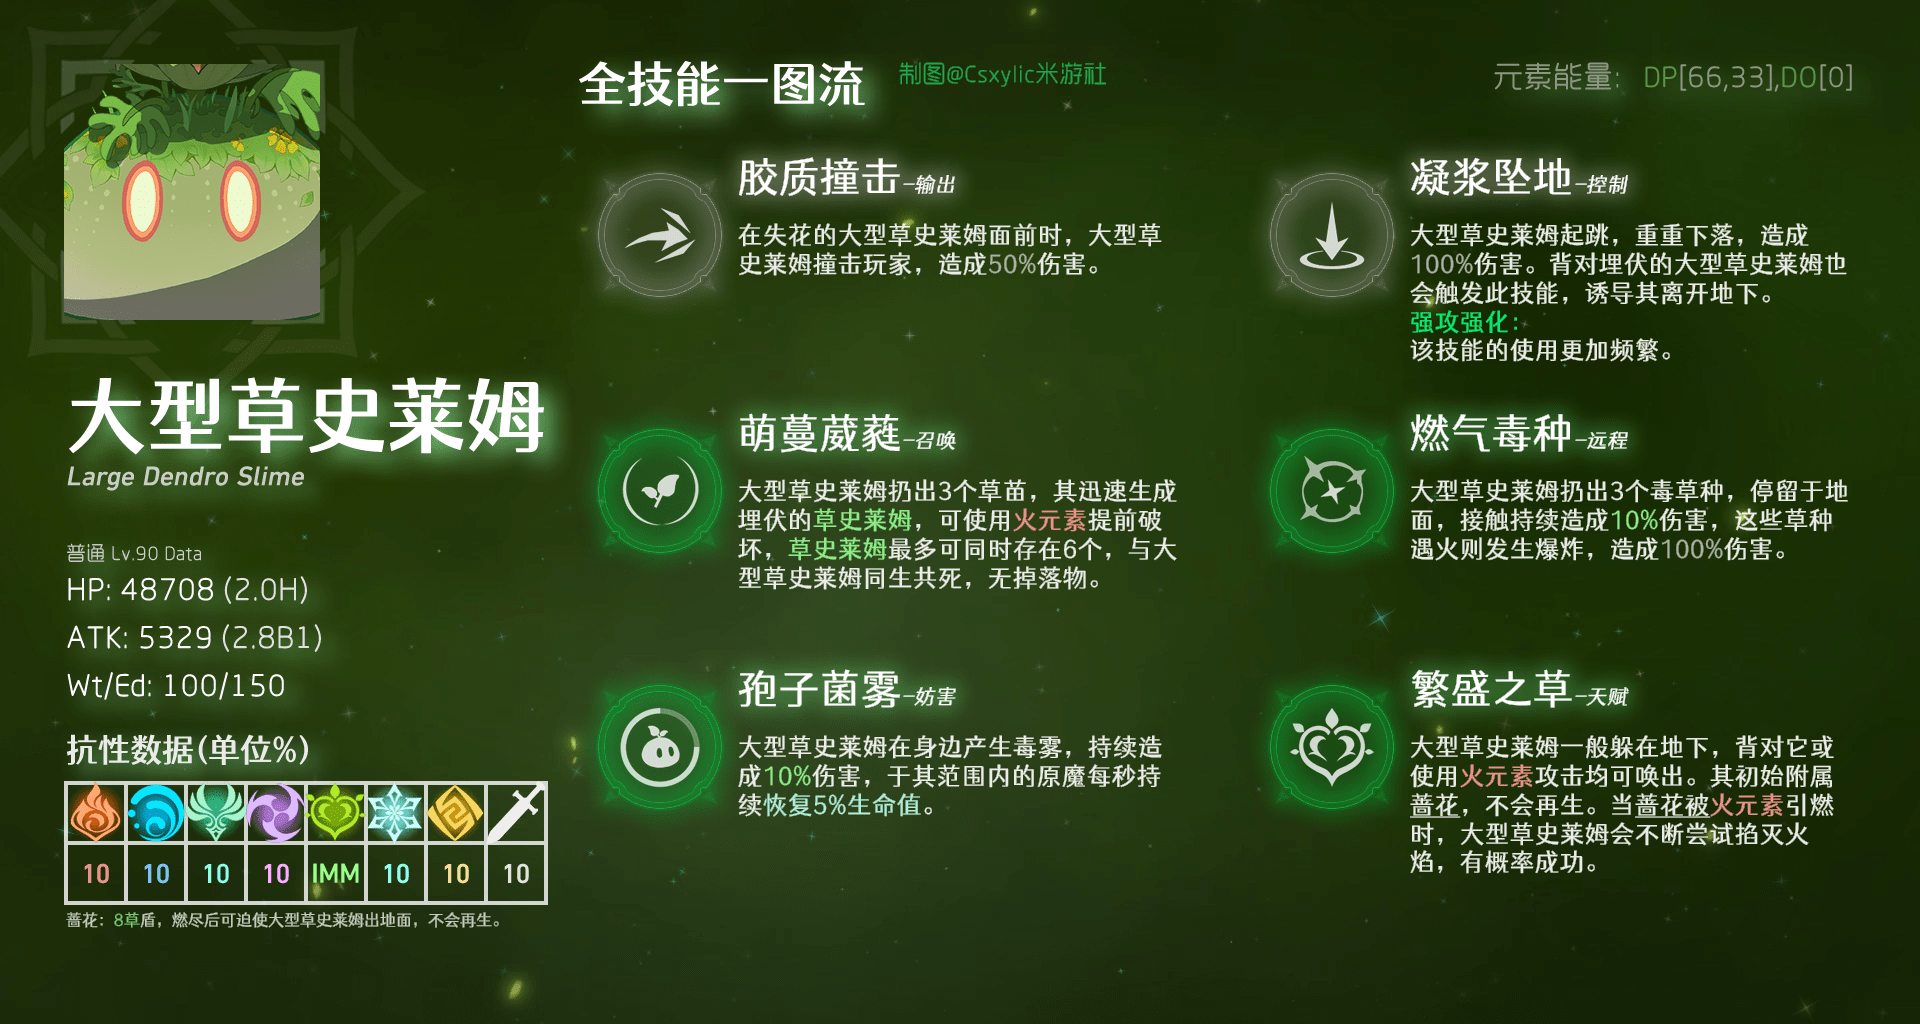 全技能一图流
制图@Csxylic米游社
元素能量: DP[66,33],DO[0]
大型草史莱姆
Large Dendro Slime
普通 Lv.90 Data
HP: 48708 (2.0H)
ATK: 5329 (2.8B1)
Wt/Ed: 100/150
抗性数据(单位%)
10 10 10 10 IMM 10 10 10
蔷花：8草盾，燃尽后可迫使大型草史莱姆出地面，不会再生。
胶质撞击-输出
在失花的大型草史莱姆面前时，大型草
史莱姆撞击玩家，造成50%伤害。
凝浆坠地-控制
大型草史莱姆起跳，重重下落，造成
100%伤害。背对埋伏的大型草史莱姆也
会触发此技能，诱导其离开地下。
强攻强化：
该技能的使用更加频繁。
萌蔓葳蕤-召唤
大型草史莱姆扔出3个草苗，其迅速生成
埋伏的草史莱姆，可使用火元素提前破
坏，草史莱姆最多可同时存在6个，与大
型草史莱姆同生共死，无掉落物。
燃气毒种-远程
大型草史莱姆扔出3个毒草种，停留于地
面，接触持续造成10%伤害，这些草种
遇火则发生爆炸，造成100%伤害。
孢子菌雾-妨害
大型草史莱姆在身边产生毒雾，持续造
成10%伤害，于其范围内的原魔每秒持
续恢复5%生命值。
繁盛之草-天赋
大型草史莱姆一般躲在地下，背对它或
使用火元素攻击均可唤出。其初始附属
蔷花，不会再生。当蔷花被火元素引燃
时，大型草史莱姆会不断尝试掐灭火
焰，有概率成功。